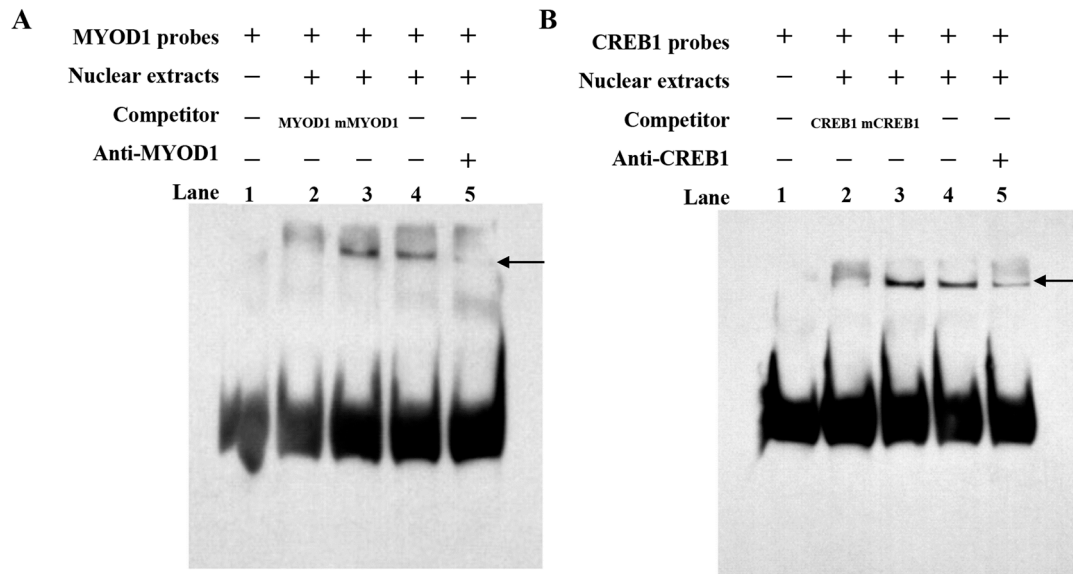 A
MYOD1 probes + + + + +
Nuclear extracts − + + + +
Competitor − MYOD1 mMYOD1 − −
Anti-MYOD1 − − − − +
Lane 1 2 3 4 5
B
CREB1 probes + + + + +
Nuclear extracts − + + + +
Competitor − CREB1 mCREB1 − −
Anti-CREB1 − − − − +
Lane 1 2 3 4 5